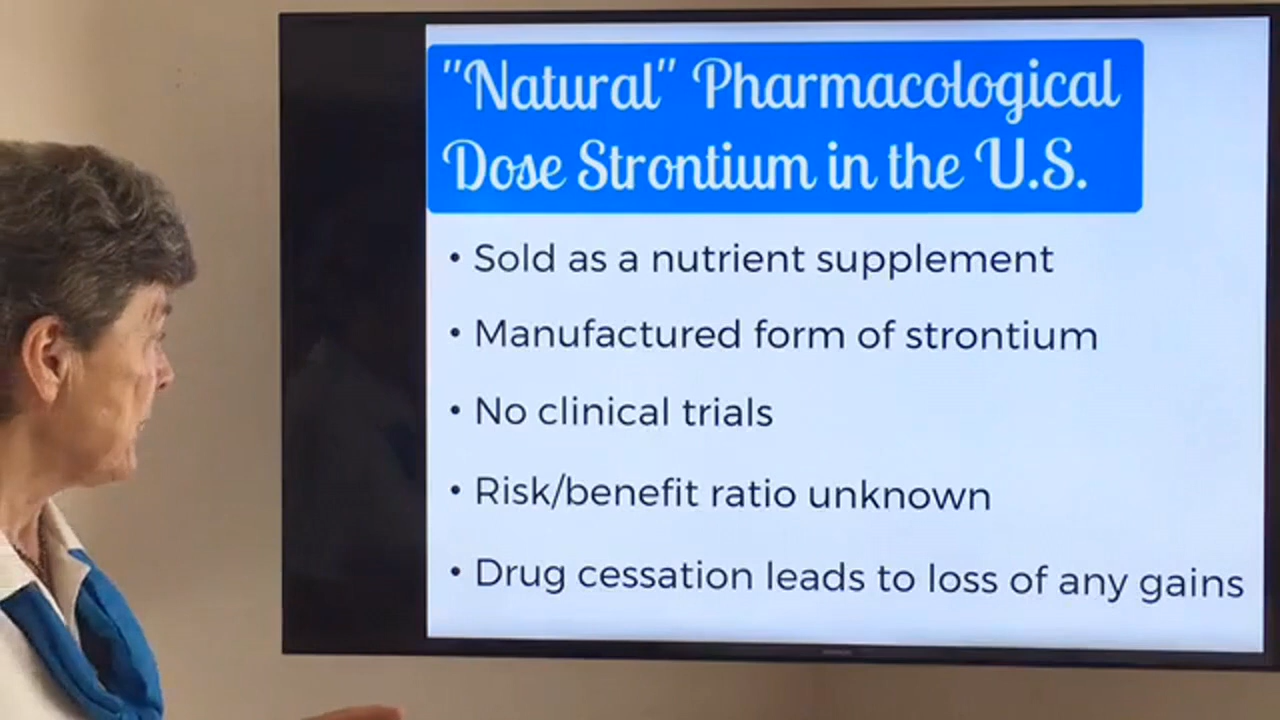 "Natural" Pharmacological
Dose Strontium in the U.S.
• Sold as a nutrient supplement
• Manufactured form of strontium
• No clinical trials
• Risk/benefit ratio unknown
• Drug cessation leads to loss of any gains